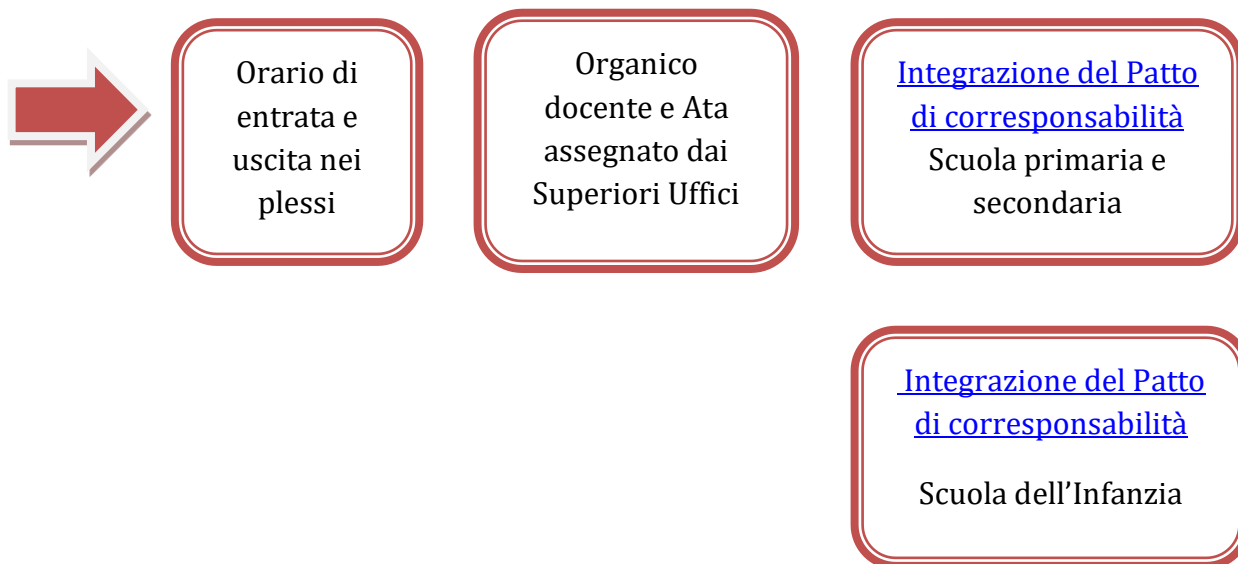 Orario di
entrata e
uscita nei
plessi
Organico
docente e Ata
assegnato dai
Superiori Uffici
Integrazione del Patto
di corresponsabilità
Scuola primaria e
secondaria
Integrazione del Patto
di corresponsabilità
Scuola dell’Infanzia